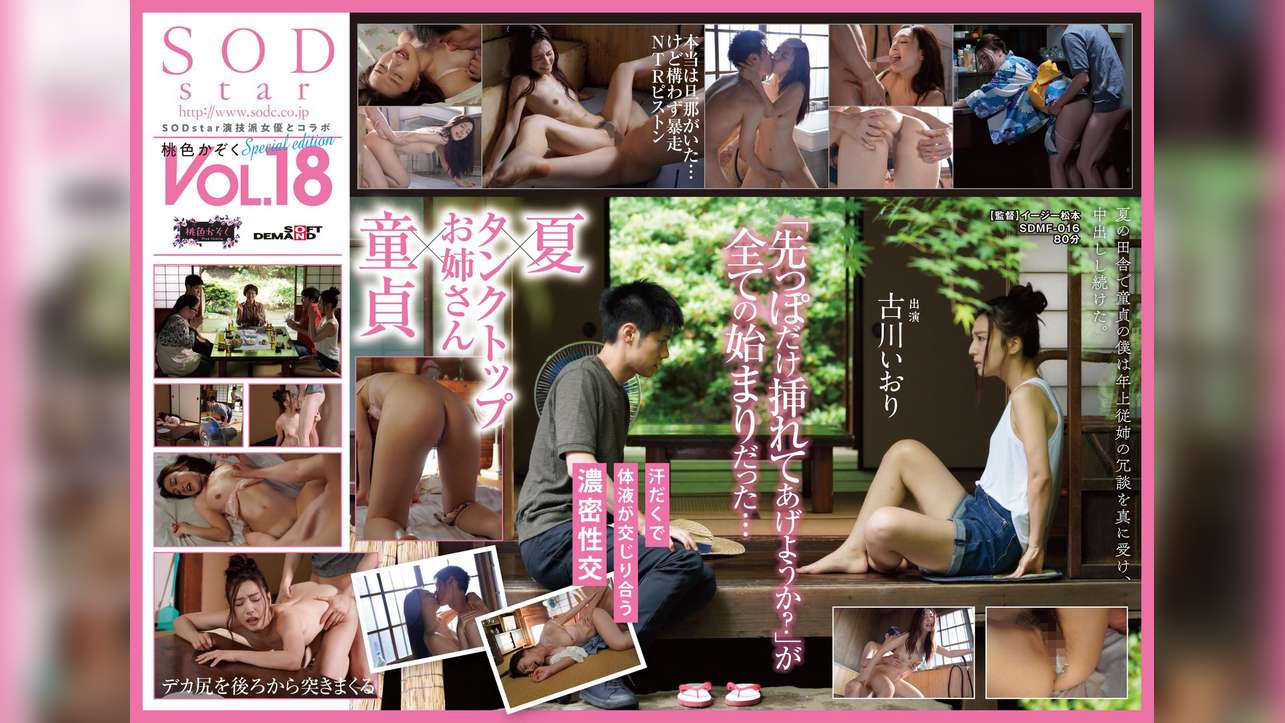 SOD
star
http://www.sodc.co.jp
SODstar演技派女優とコラボ
桃色かぞく Special edition
VOL.18
桃色かぞく
SOFT
DEMAND
本当は旦那がいた…
けど構わず暴走
NTRピストン
夏
×
タンクトップ
お姉さん
×
童貞
「先っぽだけ挿れてあげようか?」が
全ての始まりだった…
【監督】イージー松本
SDMF-016
80分
出演
古川いおり
夏の田舎で童貞の僕は年上従姉の冗談を真に受け、
中出しし続けた。
汗だくで
体液が交じり合う
濃密性交
デカ尻を後ろから突きまくる